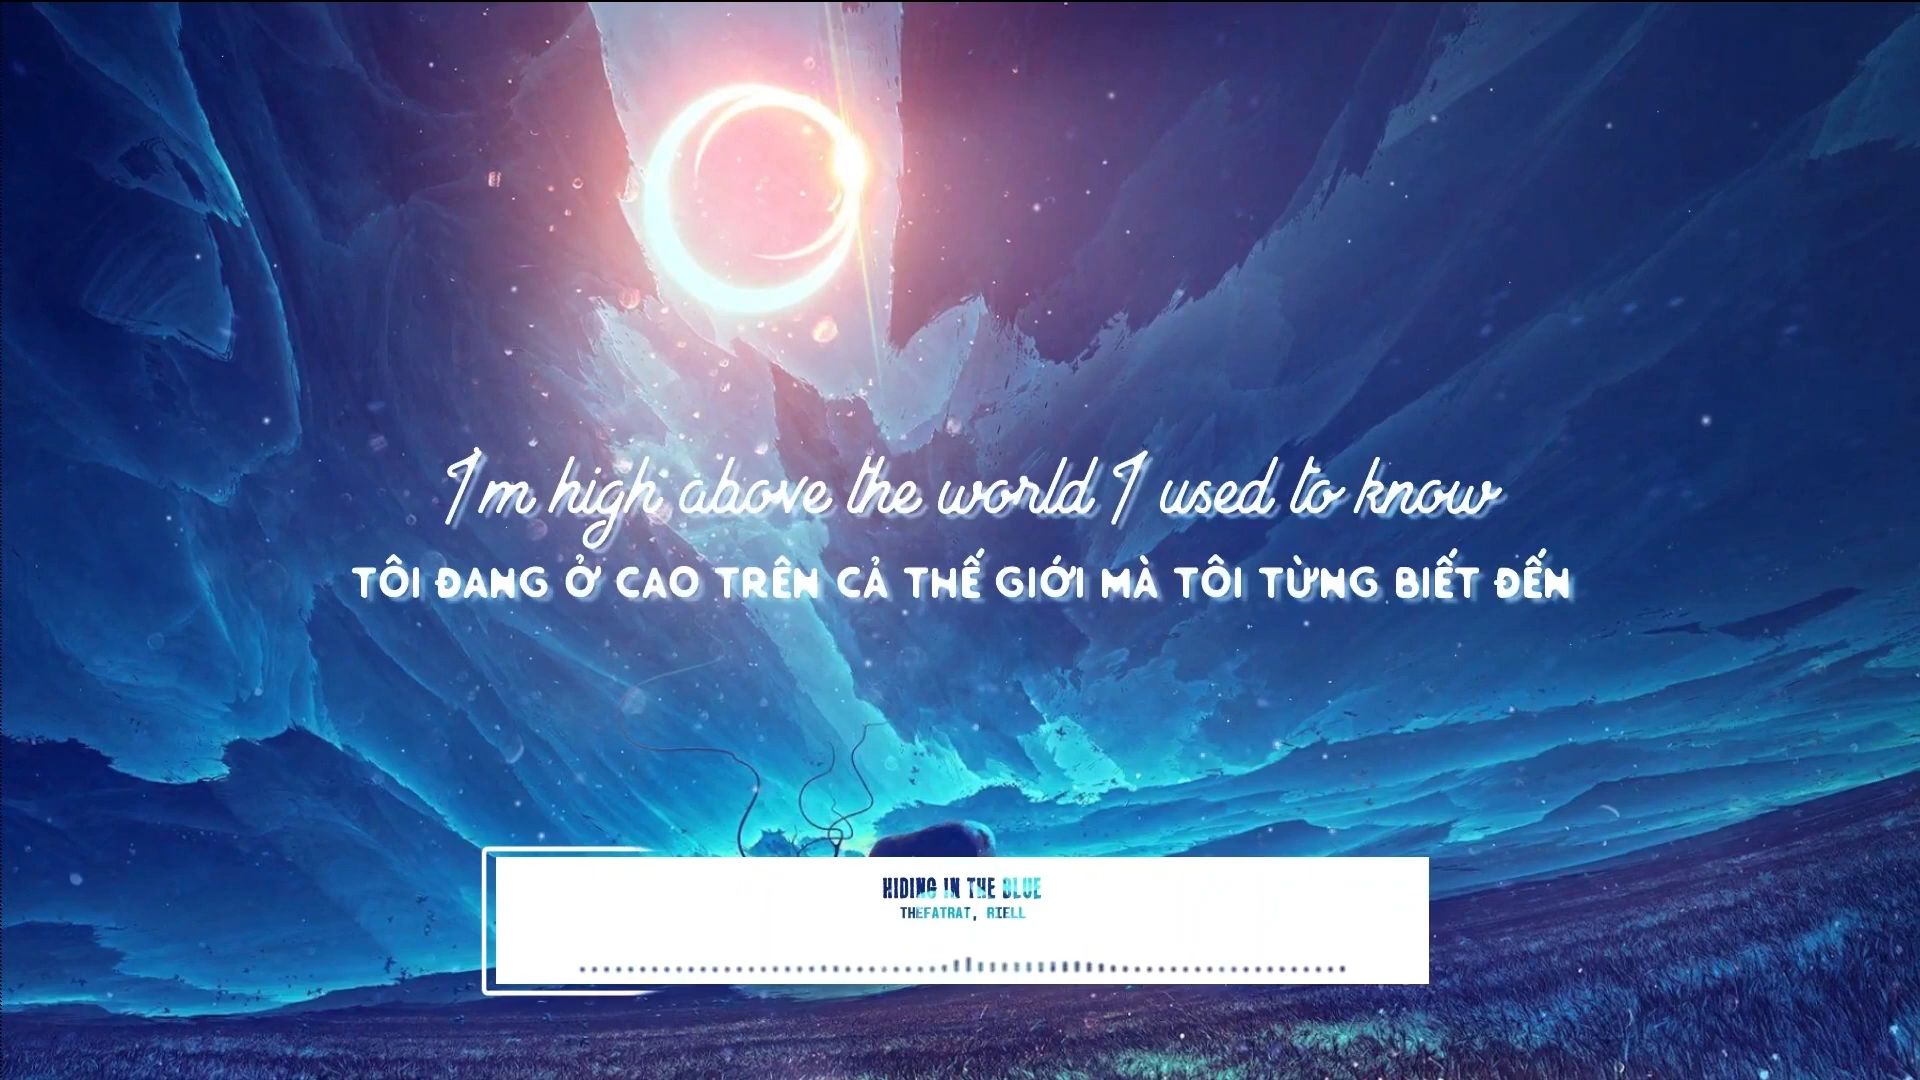 I'm high above the world I used to know
TÔI ĐANG Ở CAO TRÊN CẢ THẾ GIỚI MÀ TÔI TỪNG BIẾT ĐẾN
HIDING IN THE BLUE
THEFATRAT, RIELL